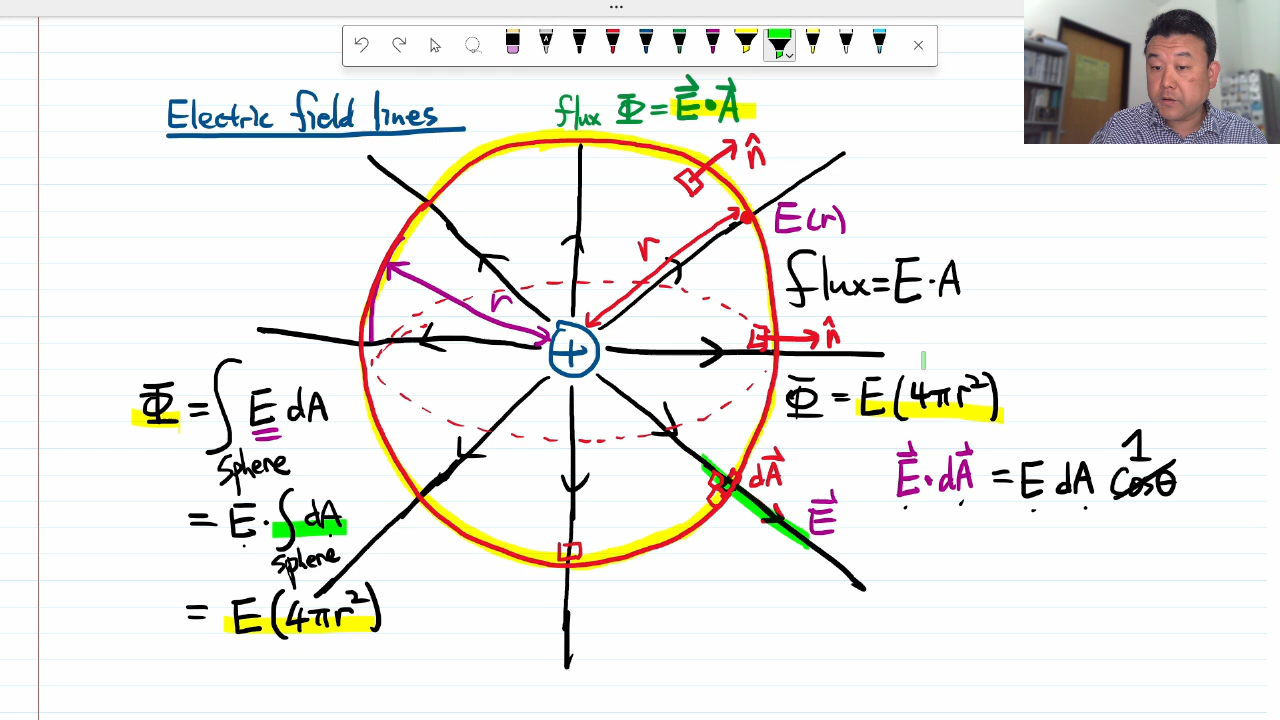 Electric field lines
flux Φ = E⃗ • A⃗
n̂
E(r)
r
flux = E · A
r
n̂
+
Φ = E(4πr²)
Φ = ∫ E dA
sphere
dA⃗
E⃗ · dA⃗ = E dA cosθ
1
= E · ∫ dA
sphere
E⃗
= E(4πr²)